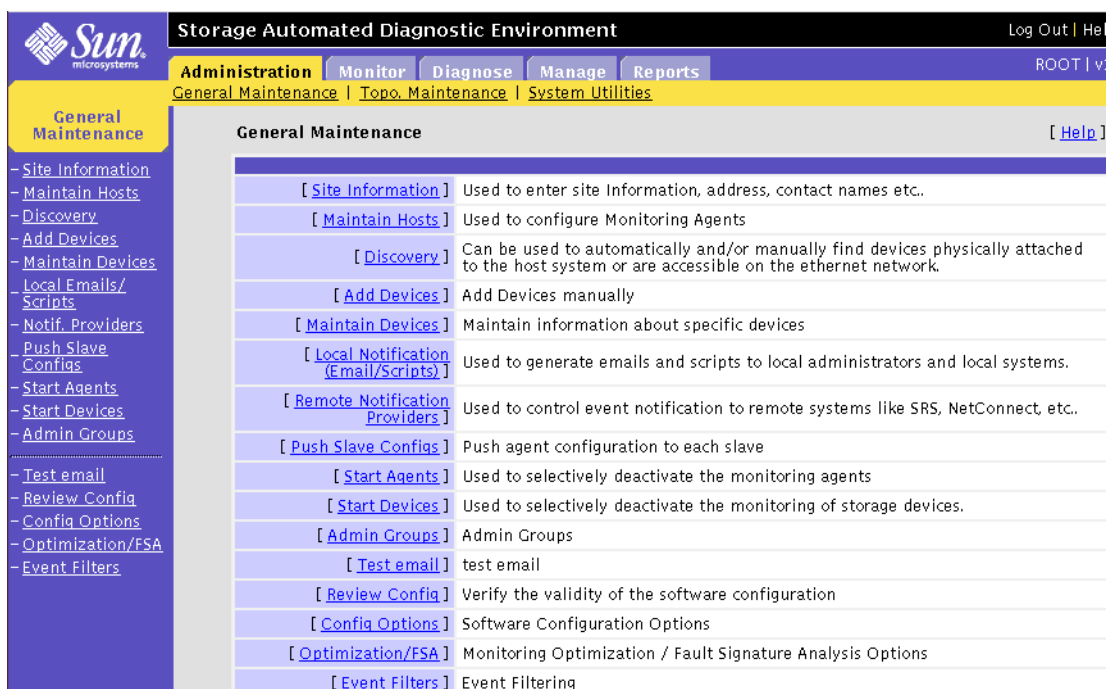 Sun
microsystems
Storage Automated Diagnostic Environment
Log Out | Hel
Administration
Monitor
Diagnose
Manage
Reports
ROOT | v
General Maintenance | Topo. Maintenance | System Utilities
General
Maintenance
– Site Information
– Maintain Hosts
– Discovery
– Add Devices
– Maintain Devices
– Local Emails/
Scripts
– Notif. Providers
– Push Slave
Configs
– Start Agents
– Start Devices
– Admin Groups
– Test email
– Review Config
– Config Options
– Optimization/FSA
– Event Filters
General Maintenance
[ Help ]
[ Site Information ] Used to enter site Information, address, contact names etc..
[ Maintain Hosts ] Used to configure Monitoring Agents
[ Discovery ] Can be used to automatically and/or manually find devices physically attached
to the host system or are accessible on the ethernet network.
[ Add Devices ] Add Devices manually
[ Maintain Devices ] Maintain information about specific devices
[ Local Notification
(Email/Scripts) ] Used to generate emails and scripts to local administrators and local systems.
[ Remote Notification
Providers ] Used to control event notification to remote systems like SRS, NetConnect, etc..
[ Push Slave Configs ] Push agent configuration to each slave
[ Start Agents ] Used to selectively deactivate the monitoring agents
[ Start Devices ] Used to selectively deactivate the monitoring of storage devices.
[ Admin Groups ] Admin Groups
[ Test email ] test email
[ Review Config ] Verify the validity of the software configuration
[ Config Options ] Software Configuration Options
[ Optimization/FSA ] Monitoring Optimization / Fault Signature Analysis Options
[ Event Filters ] Event Filtering